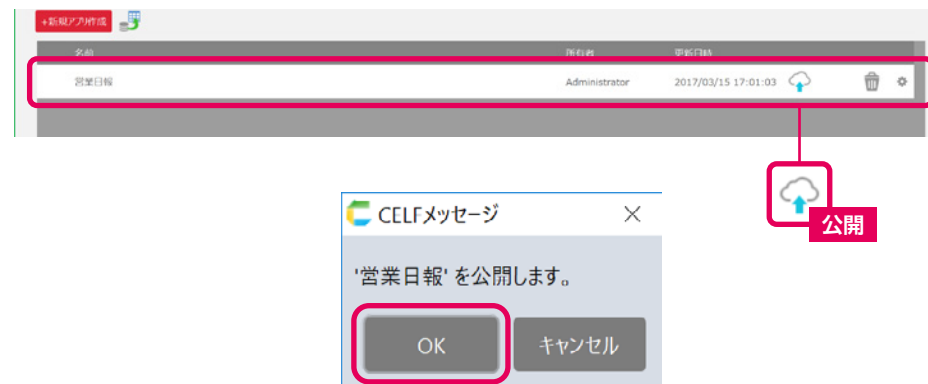 +新規アプリ作成
名前 所有者 更新日時
営業日報 Administrator 2017/03/15 17:01:03
公開
CELFメッセージ
'営業日報' を公開します。
OK キャンセル